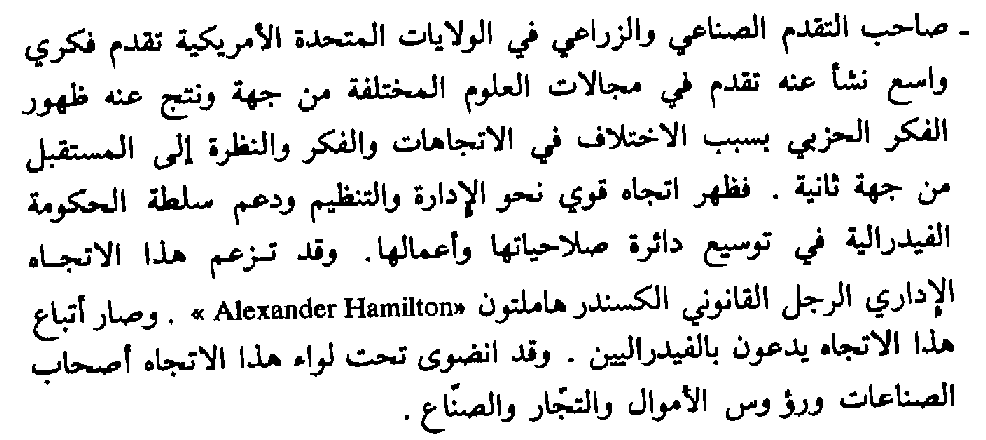 - صاحب التقدم الصناعي والزراعي في الولايات المتحدة الأمريكية تقدم فكري
واسع نشأ عنه تقدم في مجالات العلوم المختلفة من جهة ونتج عنه ظهور
الفكر الحزبي بسبب الاختلاف في الاتجاهات والفكر والنظرة إلى المستقبل
من جهة ثانية . فظهر اتجاه قوي نحو الإدارة والتنظيم ودعم سلطة الحكومة
الفيدرالية في توسيع دائرة صلاحياتها وأعمالها. وقد تـزعم هذا الاتجـاه
الإداري الرجل القانوني الكسندر هاملتون «Alexander Hamilton» . وصار أتباع
هذا الاتجاه يدعون بالفيدراليين . وقد انضوى تحت لواء هذا الاتجاه أصحاب
الصناعات ورؤ وس الأموال والتجّار والصنّاع .